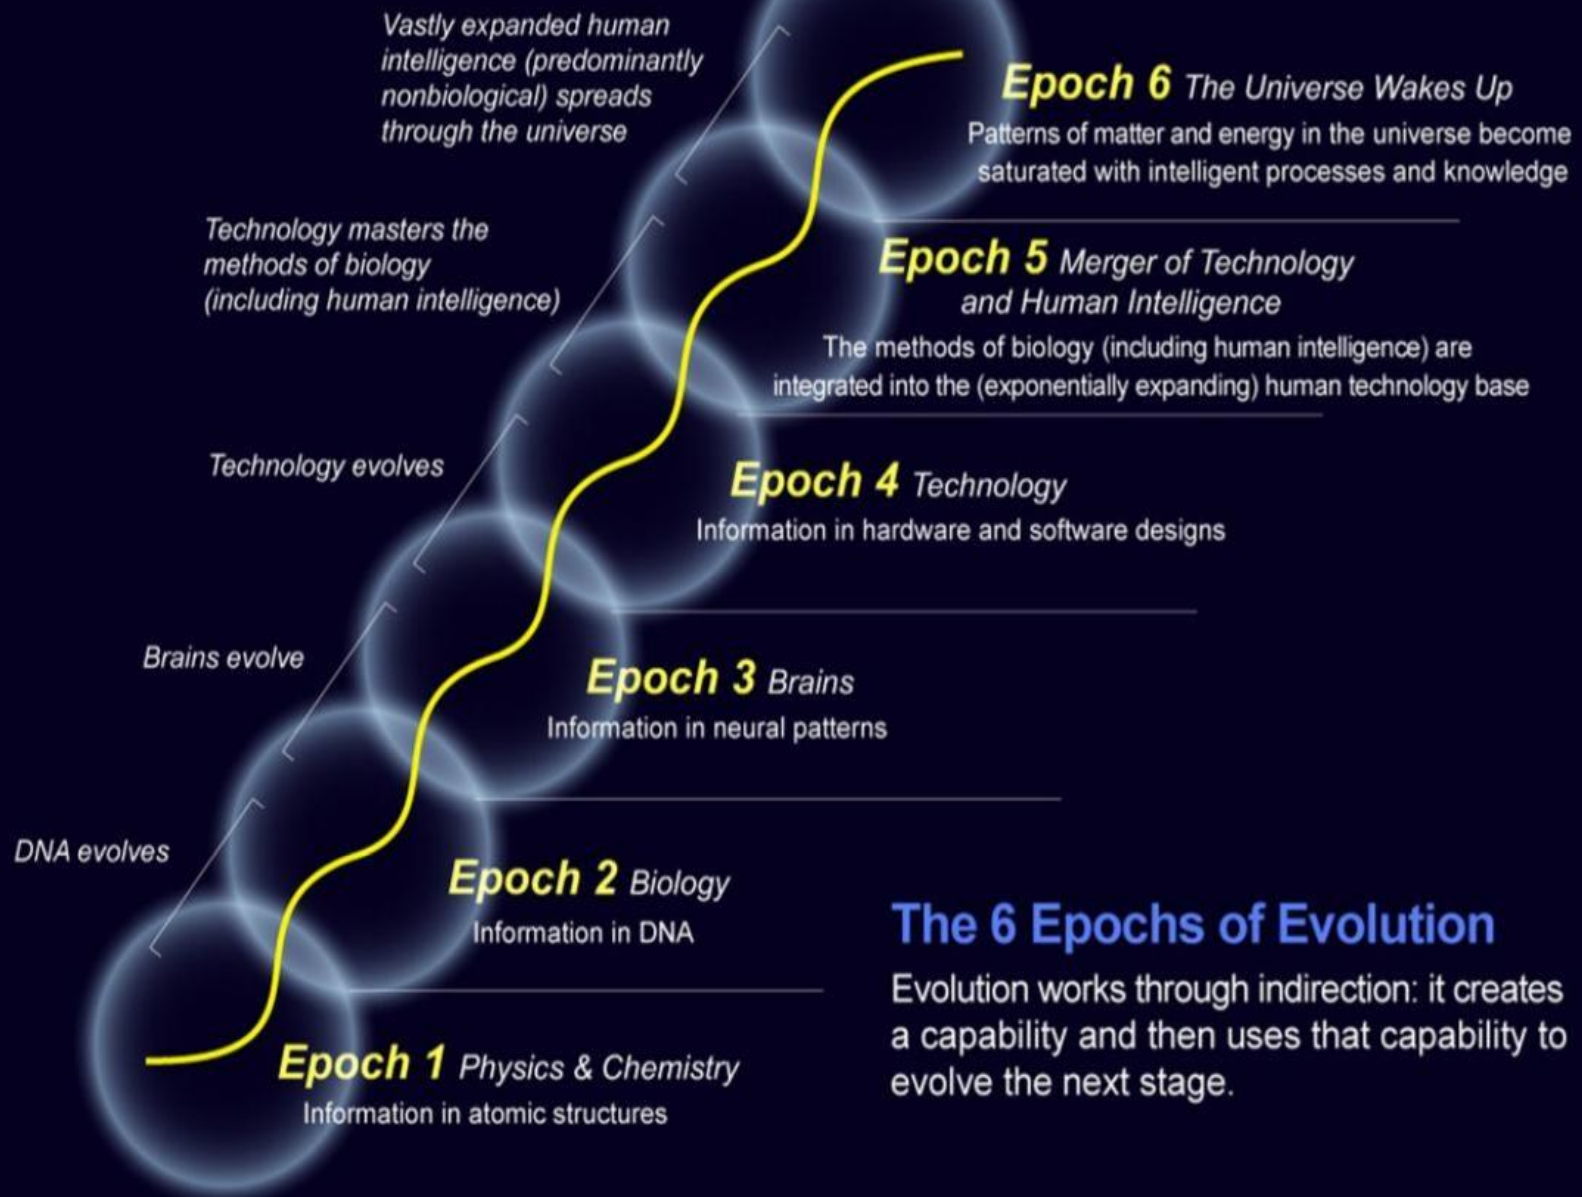 Vastly expanded human
intelligence (predominantly
nonbiological) spreads
through the universe
Epoch 6 The Universe Wakes Up
Patterns of matter and energy in the universe become
saturated with intelligent processes and knowledge
Technology masters the
methods of biology
(including human intelligence)
Epoch 5 Merger of Technology
and Human Intelligence
The methods of biology (including human intelligence) are
integrated into the (exponentially expanding) human technology base
Technology evolves
Epoch 4 Technology
Information in hardware and software designs
Brains evolve
Epoch 3 Brains
Information in neural patterns
DNA evolves
Epoch 2 Biology
Information in DNA
Epoch 1 Physics & Chemistry
Information in atomic structures
The 6 Epochs of Evolution
Evolution works through indirection: it creates
a capability and then uses that capability to
evolve the next stage.